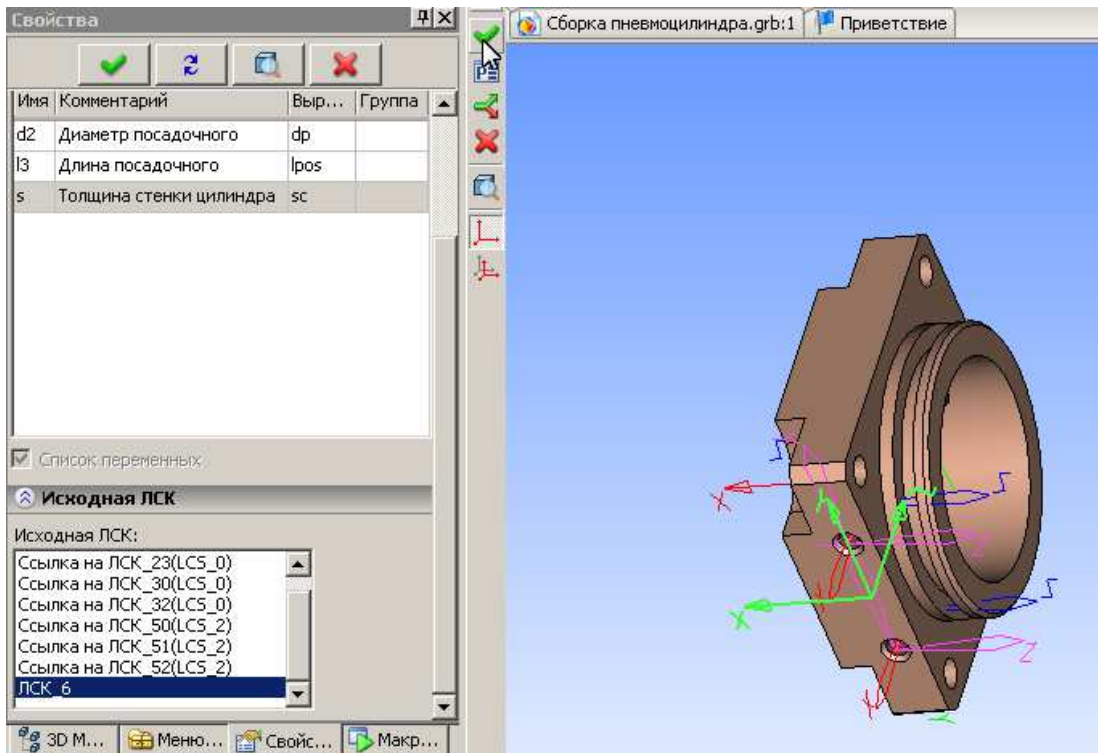 Свойства
Сборка пневмоцилиндра.grb:1 Приветствие
Имя Комментарий Выр... Группа
d2 Диаметр посадочного dp
l3 Длина посадочного lpos
s Толщина стенки цилиндра sc
Список переменных
Исходная ЛСК
Исходная ЛСК:
Ссылка на ЛСК_23(LCS_0)
Ссылка на ЛСК_30(LCS_0)
Ссылка на ЛСК_32(LCS_0)
Ссылка на ЛСК_50(LCS_2)
Ссылка на ЛСК_51(LCS_2)
Ссылка на ЛСК_52(LCS_2)
ЛСК_6
3D М... Меню... Свойс... Макр...
X
Y
Z
X
Z
Y
Z
Y